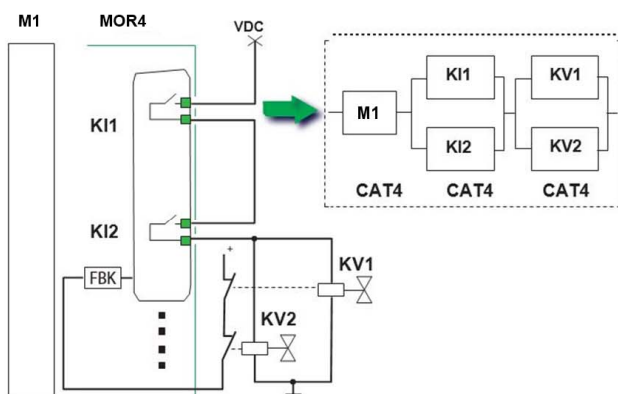 M1 MOR4
VDC
KI1
KI2
FBK
+
KV1
KV2
M1
KI1 KV1
KI2 KV2
CAT4 CAT4 CAT4